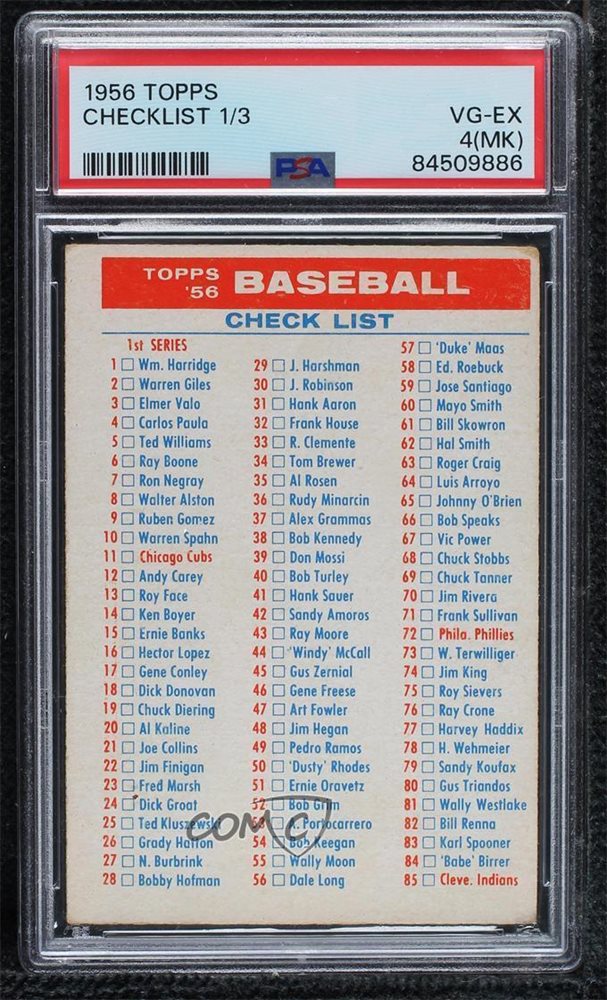 1956 TOPPS
CHECKLIST 1/3
VG-EX
4(MK)
84509886
PSA
TOPPS
'56
BASEBALL
CHECK LIST
1st SERIES
1 Wm. Harridge
2 Warren Giles
3 Elmer Valo
4 Carlos Paula
5 Ted Williams
6 Ray Boone
7 Ron Negray
8 Walter Alston
9 Ruben Gomez
10 Warren Spahn
11 Chicago Cubs
12 Andy Carey
13 Roy Face
14 Ken Boyer
15 Ernie Banks
16 Hector Lopez
17 Gene Conley
18 Dick Donovan
19 Chuck Diering
20 Al Kaline
21 Joe Collins
22 Jim Finigan
23 Fred Marsh
24 Dick Groat
25 Ted Kluszewski
26 Grady Hatton
27 N. Burbrink
28 Bobby Hofman
29 J. Harshman
30 J. Robinson
31 Hank Aaron
32 Frank House
33 R. Clemente
34 Tom Brewer
35 Al Rosen
36 Rudy Minarcin
37 Alex Grammas
38 Bob Kennedy
39 Don Mossi
40 Bob Turley
41 Hank Sauer
42 Sandy Amoros
43 Ray Moore
44 'Windy' McCall
45 Gus Zernial
46 Gene Freese
47 Art Fowler
48 Jim Hegan
49 Pedro Ramos
50 'Dusty' Rhodes
51 Ernie Oravetz
52 Bob
53 A. Portocarrero
54 Bob Keegan
55 Wally Moon
56 Dale Long
57 'Duke' Maas
58 Ed. Roebuck
59 Jose Santiago
60 Mayo Smith
61 Bill Skowron
62 Hal Smith
63 Roger Craig
64 Luis Arroyo
65 Johnny O'Brien
66 Bob Speaks
67 Vic Power
68 Chuck Stobbs
69 Chuck Tanner
70 Jim Rivera
71 Frank Sullivan
72 Phila. Phillies
73 W. Terwilliger
74 Jim King
75 Roy Sievers
76 Ray Crone
77 Harvey Haddix
78 H. Wehmeier
79 Sandy Koufax
80 Gus Triandos
81 Wally Westlake
82 Bill Renna
83 Karl Spooner
84 'Babe' Birrer
85 Cleve. Indians
COMC